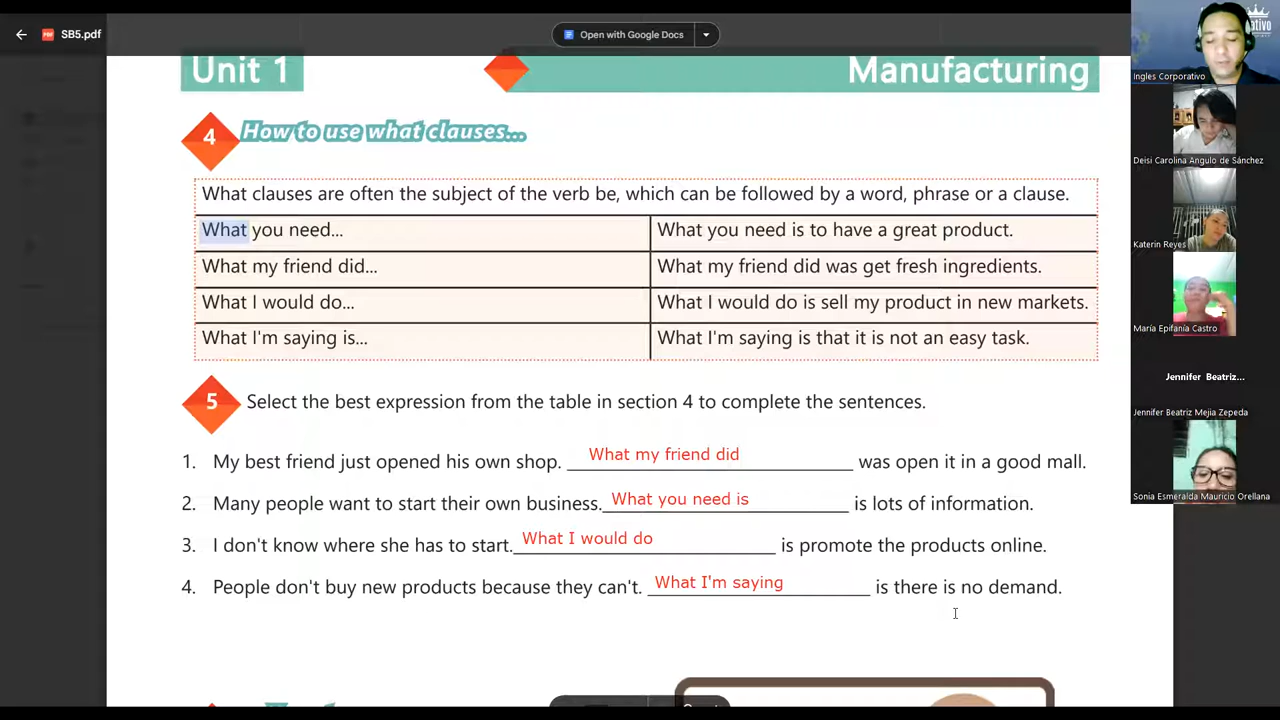 SB5.pdf
Open with Google Docs
Unit 1
Manufacturing
4 How to use what clauses...
What clauses are often the subject of the verb be, which can be followed by a word, phrase or a clause.
What you need... What you need is to have a great product.
What my friend did... What my friend did was get fresh ingredients.
What I would do... What I would do is sell my product in new markets.
What I'm saying is... What I'm saying is that it is not an easy task.
5 Select the best expression from the table in section 4 to complete the sentences.
1. My best friend just opened his own shop. What my friend did was open it in a good mall.
2. Many people want to start their own business. What you need is is lots of information.
3. I don't know where she has to start. What I would do is promote the products online.
4. People don't buy new products because they can't. What I'm saying is there is no demand.
Ingles Corporativo
Deisi Carolina Angulo de Sánchez
Katerin Reyes
María Epifanía Castro
Jennifer Beatriz...
Jennifer Beatriz Mejia Zepeda
Sonia Esmeralda Mauricio Orellana